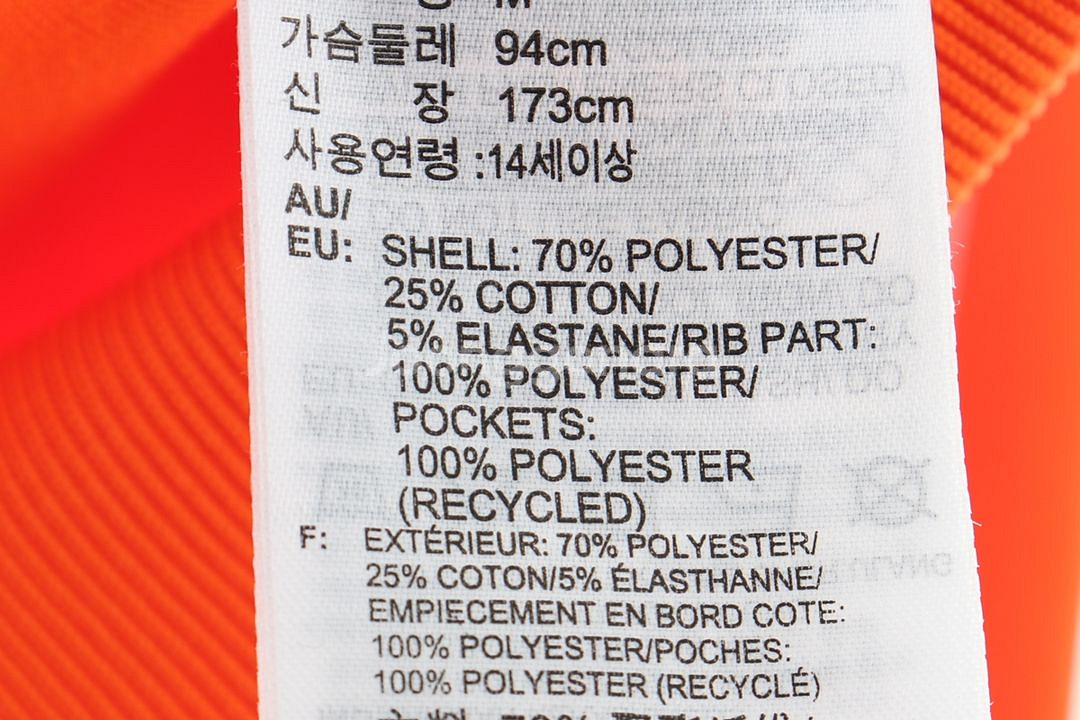 M
가슴둘레 94cm
신 장 173cm
사용연령 :14세이상
AU/
EU: SHELL: 70% POLYESTER/
25% COTTON/
5% ELASTANE/RIB PART:
100% POLYESTER/
POCKETS:
100% POLYESTER
(RECYCLED)
F: EXTÉRIEUR: 70% POLYESTER/
25% COTON/5% ÉLASTHANNE/
EMPIECEMENT EN BORD COTE:
100% POLYESTER/POCHES:
100% POLYESTER (RECYCLÉ)